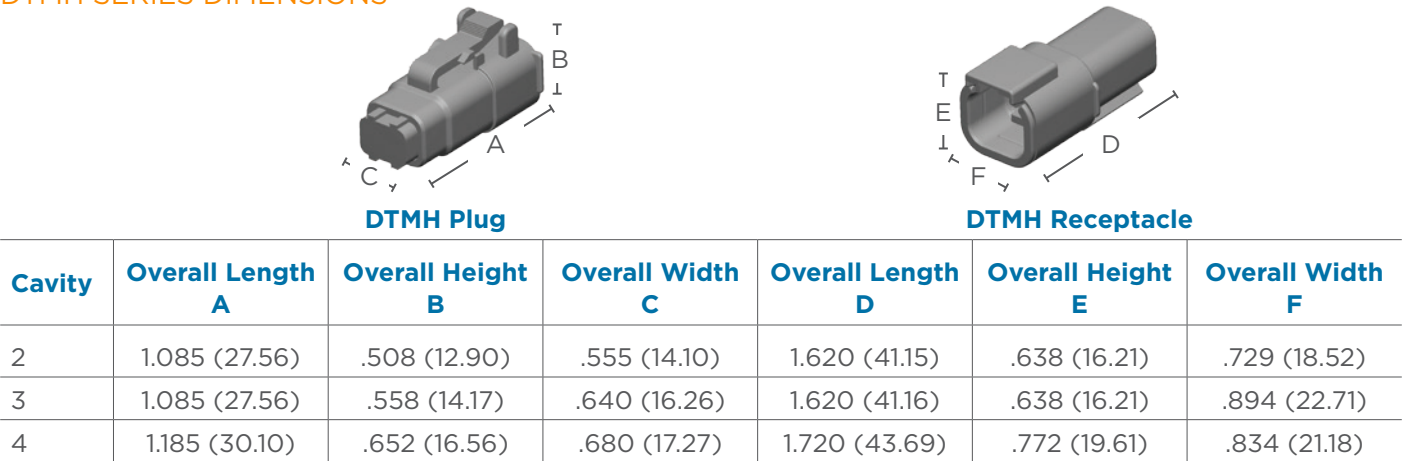 DTMH SERIES DIMENSIONS
B
A
C
E
D
F
DTMH Plug
DTMH Receptacle
Cavity Overall Length A Overall Height B Overall Width C Overall Length D Overall Height E Overall Width F
2 1.085 (27.56) .508 (12.90) .555 (14.10) 1.620 (41.15) .638 (16.21) .729 (18.52)
3 1.085 (27.56) .558 (14.17) .640 (16.26) 1.620 (41.16) .638 (16.21) .894 (22.71)
4 1.185 (30.10) .652 (16.56) .680 (17.27) 1.720 (43.69) .772 (19.61) .834 (21.18)